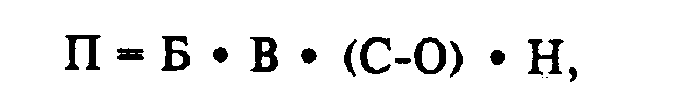 П = Б • В • (С-О) • Н,